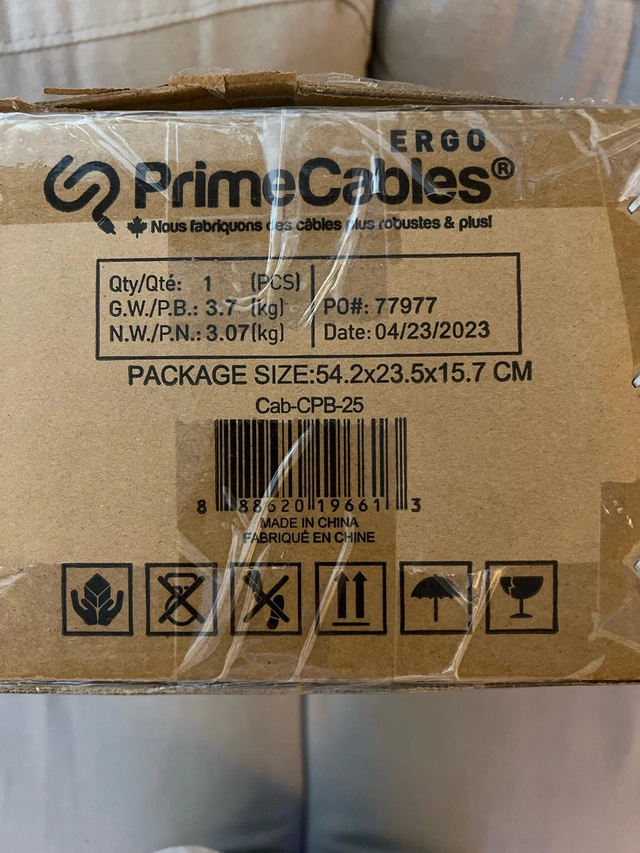 ERGO
PrimeCables®
Nous fabriquons des câbles plus robustes & plus!
Qty/Qté: 1 (PCS)
G.W./P.B.: 3.7 (kg) PO#: 77977
N.W./P.N.: 3.07(kg) Date: 04/23/2023
PACKAGE SIZE:54.2x23.5x15.7 CM
Cab-CPB-25
8 88620 19661 3
MADE IN CHINA
FABRIQUÉ EN CHINE